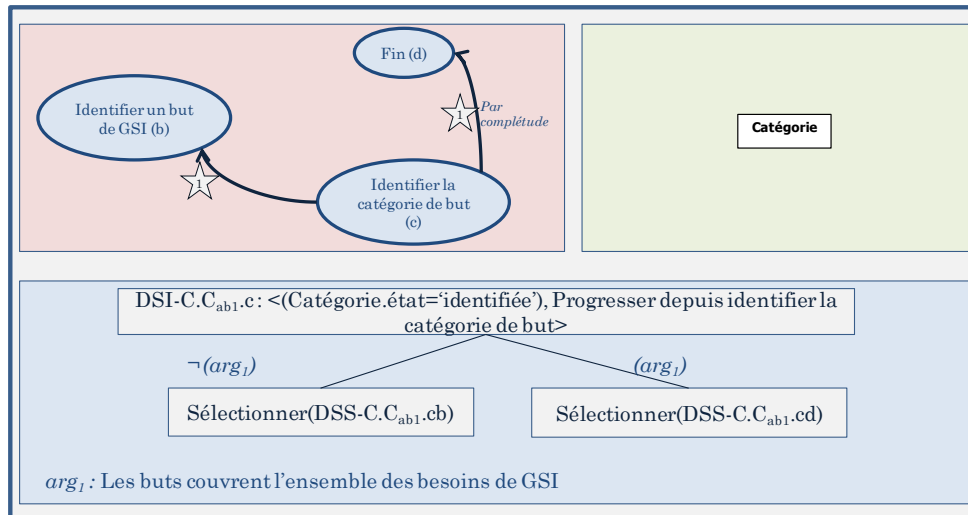 Fin (d)
Identifier un but
de GSI (b)
1
Par
complétude
1
Identifier la
catégorie de but
(c)
Catégorie
DSI-C.Cab1.c : <(Catégorie.état=‘identifiée’), Progresser depuis identifier la
catégorie de but>
¬(arg1)
(arg1)
Sélectionner(DSS-C.Cab1.cb)
Sélectionner(DSS-C.Cab1.cd)
arg1 : Les buts couvrent l’ensemble des besoins de GSI